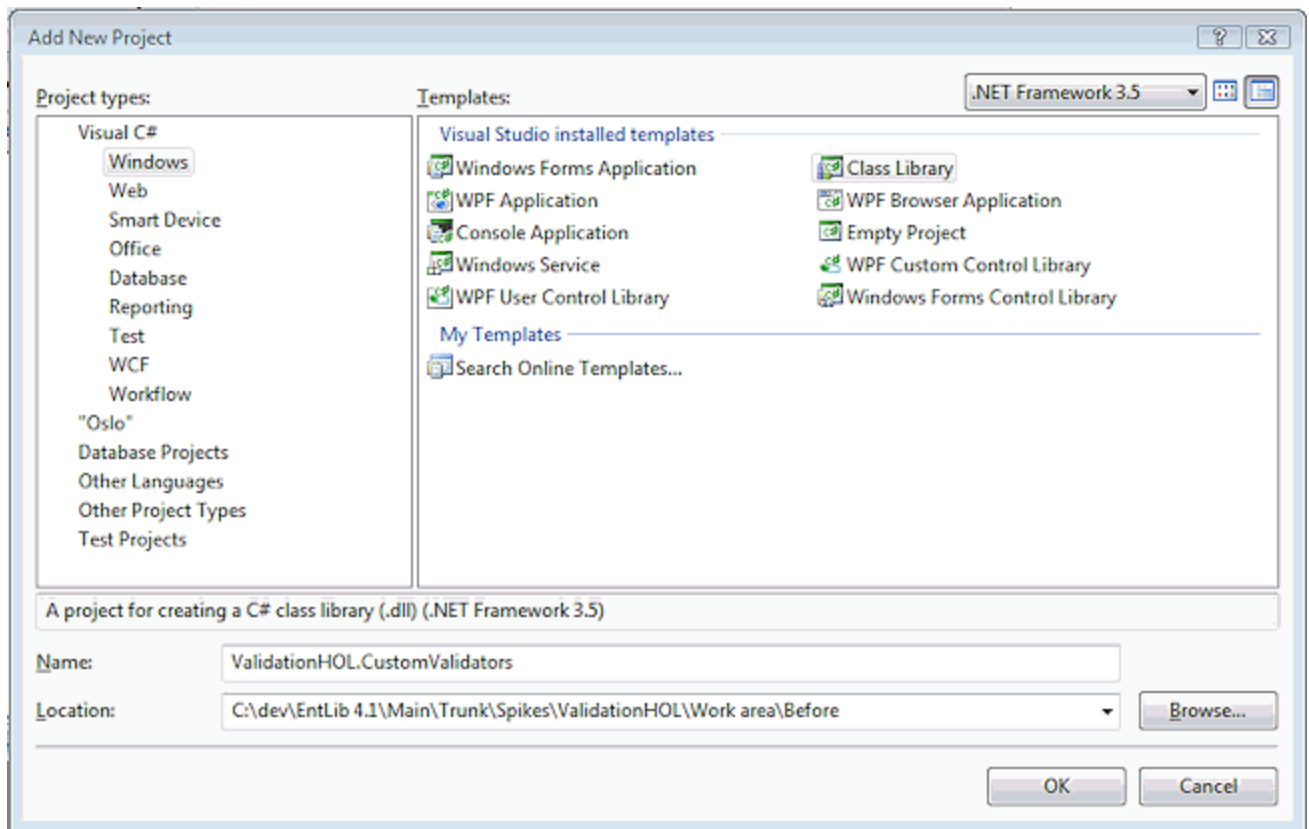 Add New Project
Project types:
Templates:
.NET Framework 3.5
Visual C#
Windows
Web
Smart Device
Office
Database
Reporting
Test
WCF
Workflow
"Oslo"
Database Projects
Other Languages
Other Project Types
Test Projects
Visual Studio installed templates
Windows Forms Application
Class Library
WPF Application
WPF Browser Application
Console Application
Empty Project
Windows Service
WPF Custom Control Library
WPF User Control Library
Windows Forms Control Library
My Templates
Search Online Templates...
A project for creating a C# class library (.dll) (.NET Framework 3.5)
Name:
ValidationHOL.CustomValidators
Location:
C:\dev\EntLib 4.1\Main\Trunk\Spikes\ValidationHOL\Work area\Before
Browse...
OK
Cancel